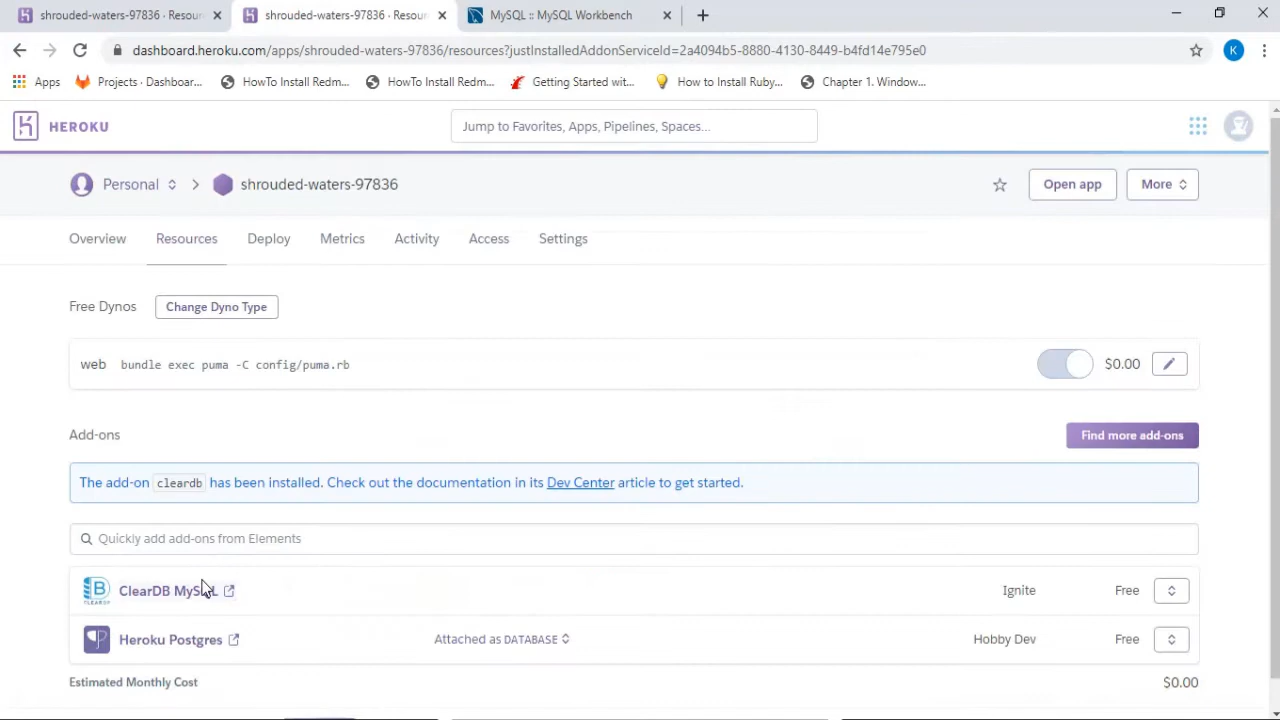 shrouded-waters-97836 · Resourc
shrouded-waters-97836 · Resourc
MySQL :: MySQL Workbench
dashboard.heroku.com/apps/shrouded-waters-97836/resources?justInstalledAddonServiceId=2a4094b5-8880-4130-8449-b4fd14e795e0
K
Apps
Projects · Dashboar...
HowTo Install Redm...
HowTo Install Redm...
Getting Started wit...
How to Install Ruby...
Chapter 1. Window...
HEROKU
Jump to Favorites, Apps, Pipelines, Spaces...
Personal
shrouded-waters-97836
Open app
More
Overview
Resources
Deploy
Metrics
Activity
Access
Settings
Free Dynos
Change Dyno Type
web bundle exec puma -C config/puma.rb
$0.00
Add-ons
Find more add-ons
The add-on cleardb has been installed. Check out the documentation in its Dev Center article to get started.
Quickly add add-ons from Elements
CLEARDB
ClearDB MySQL
Ignite
Free
Heroku Postgres
Attached as DATABASE
Hobby Dev
Free
Estimated Monthly Cost
$0.00